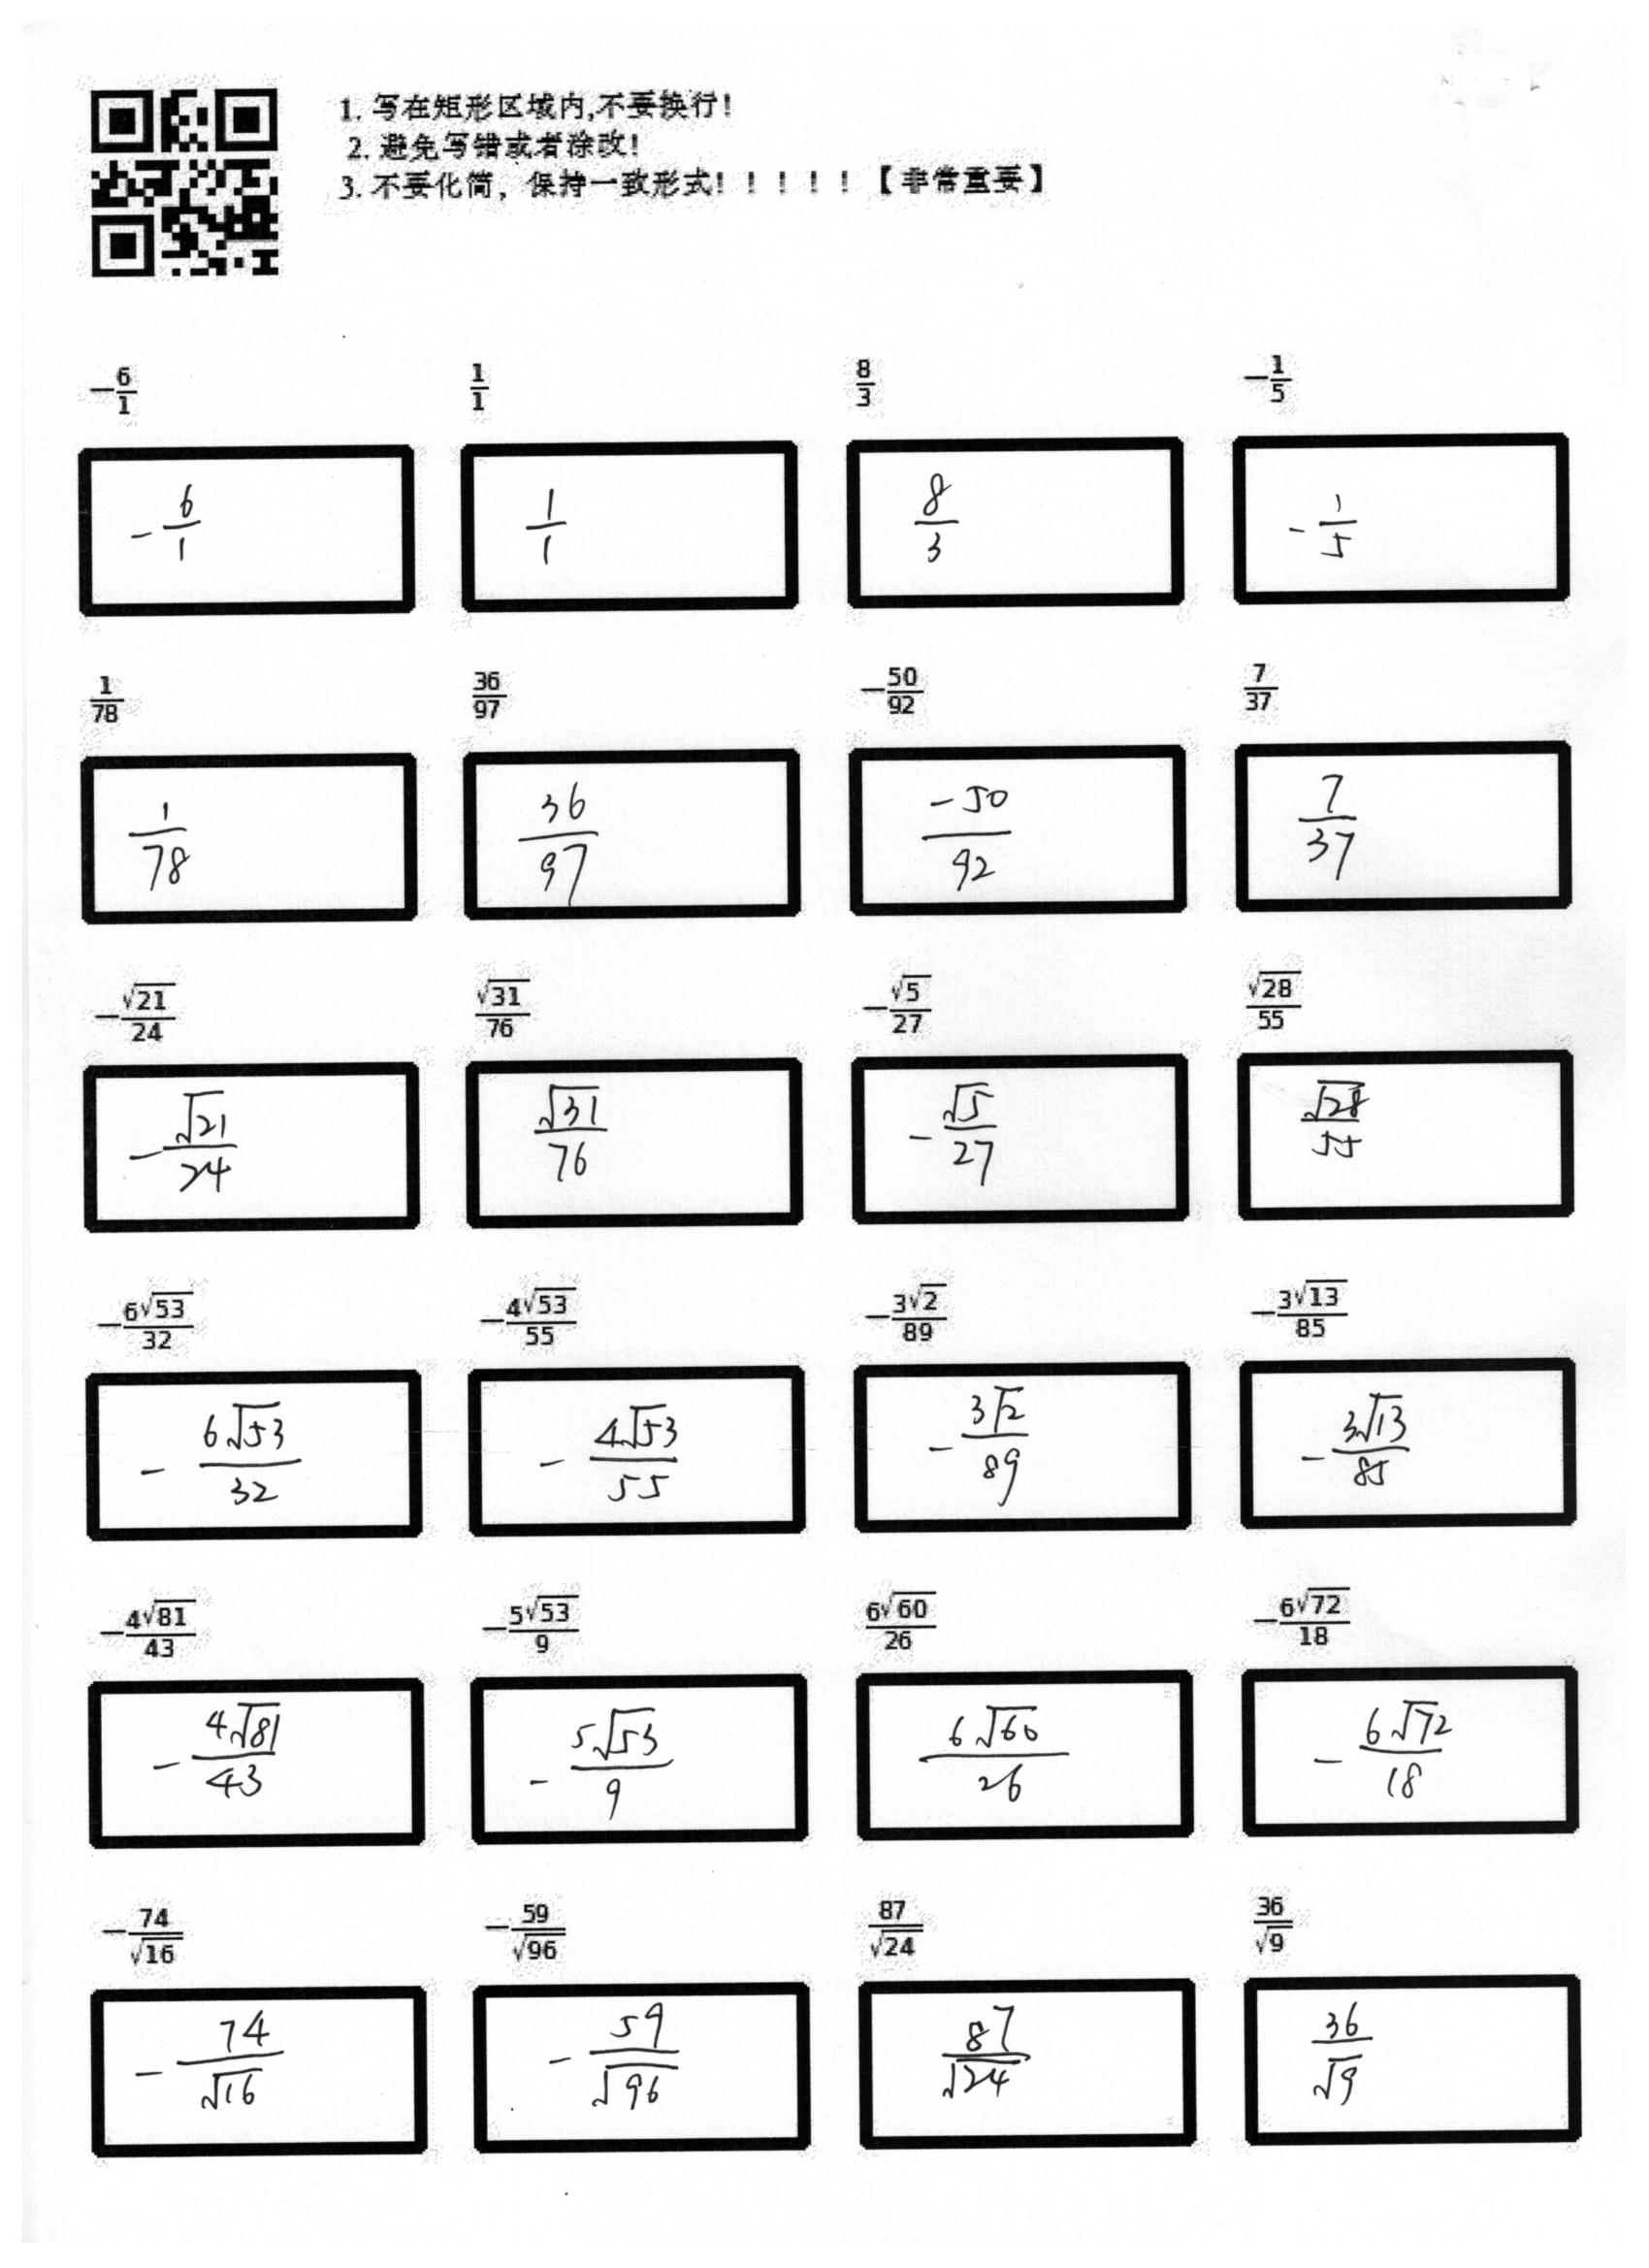 1. 写在矩形区域内,不要换行!
2. 避免写错或者涂改!
3. 不要化简，保持一致形式! ! ! ! ! 【非常重要】
-\frac{6}{1} \frac{1}{1} \frac{8}{3} -\frac{1}{5}
-\frac{6}{1} \frac{1}{1} \frac{8}{3} -\frac{1}{5}
\frac{1}{78} \frac{36}{97} -\frac{50}{92} \frac{7}{37}
\frac{1}{78} \frac{36}{97} \frac{-50}{92} \frac{7}{37}
-\frac{\sqrt{21}}{24} \frac{\sqrt{31}}{76} -\frac{\sqrt{5}}{27} \frac{\sqrt{28}}{55}
-\frac{\sqrt{21}}{24} \frac{\sqrt{31}}{76} -\frac{\sqrt{5}}{27} \frac{\sqrt{28}}{55}
-\frac{6\sqrt{53}}{32} -\frac{4\sqrt{53}}{55} -\frac{3\sqrt{2}}{89} -\frac{3\sqrt{13}}{85}
-\frac{6\sqrt{53}}{32} -\frac{4\sqrt{53}}{55} -\frac{3\sqrt{2}}{89} -\frac{3\sqrt{13}}{85}
-\frac{4\sqrt{81}}{43} -\frac{5\sqrt{53}}{9} \frac{6\sqrt{60}}{26} -\frac{6\sqrt{72}}{18}
-\frac{4\sqrt{81}}{43} -\frac{5\sqrt{53}}{9} \frac{6\sqrt{60}}{26} -\frac{6\sqrt{72}}{18}
-\frac{74}{\sqrt{16}} -\frac{59}{\sqrt{96}} \frac{87}{\sqrt{24}} \frac{36}{\sqrt{9}}
-\frac{74}{\sqrt{16}} -\frac{59}{\sqrt{96}} \frac{87}{\sqrt{24}} \frac{36}{\sqrt{9}}